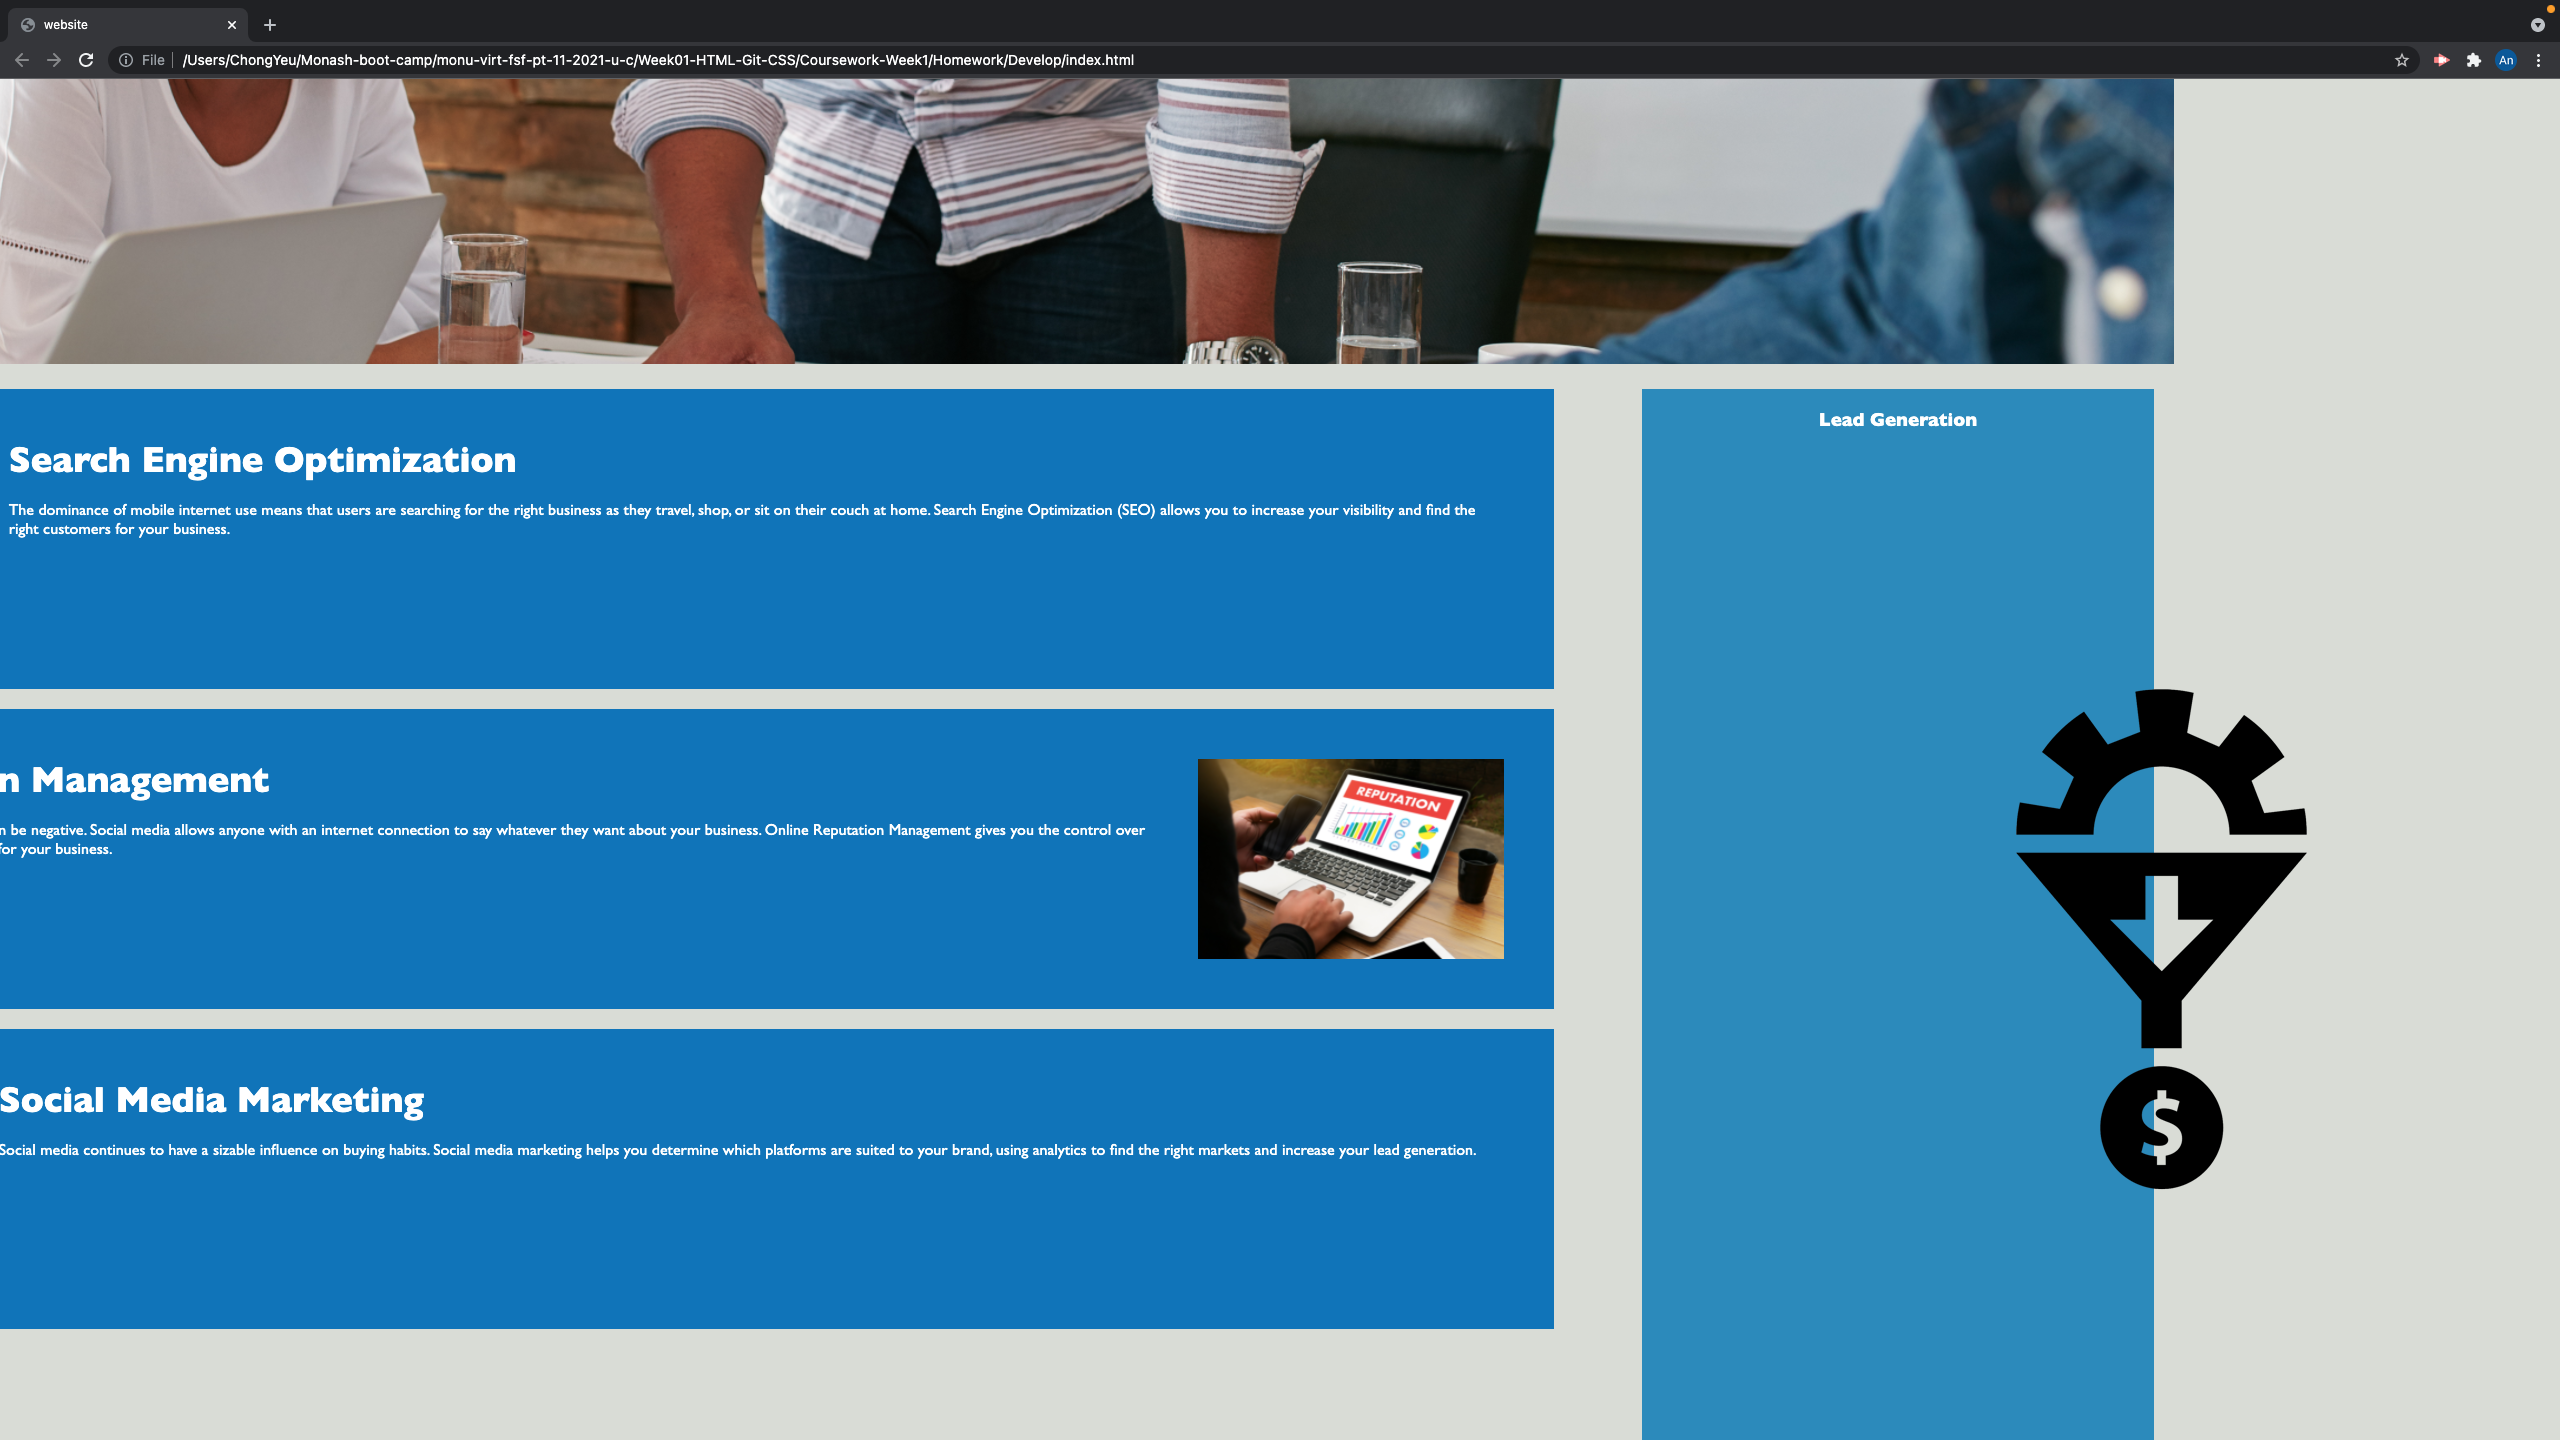 website
File
/Users/ChongYeu/Monash-boot-camp/monu-virt-fsf-pt-11-2021-u-c/Week01-HTML-Git-CSS/Coursework-Week1/Homework/Develop/index.html
An
Search Engine Optimization
The dominance of mobile internet use means that users are searching for the right business as they travel, shop, or sit on their couch at home. Search Engine Optimization (SEO) allows you to increase your visibility and find the
right customers for your business.
Lead Generation
n Management
n be negative. Social media allows anyone with an internet connection to say whatever they want about your business. Online Reputation Management gives you the control over
for your business.
REPUTATION
$
Social Media Marketing
Social media continues to have a sizable influence on buying habits. Social media marketing helps you determine which platforms are suited to your brand, using analytics to find the right markets and increase your lead generation.